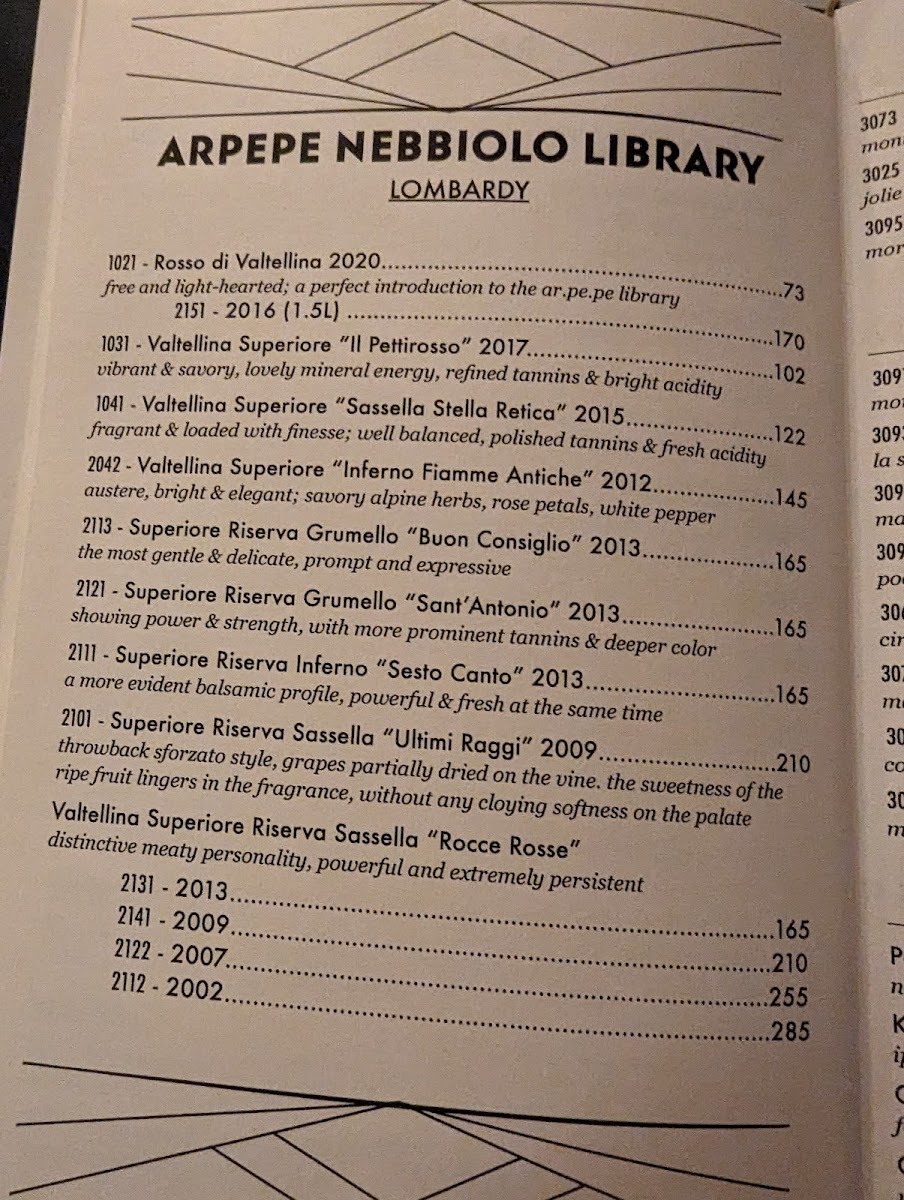 ARPEPE NEBBIOLO LIBRARY
LOMBARDY
1021 - Rosso di Valtellina 2020..........73
free and light-hearted; a perfect introduction to the ar.pe.pe library
2151 - 2016 (1.5L) ..........170
1031 - Valtellina Superiore "Il Pettirosso" 2017..........102
vibrant & savory, lovely mineral energy, refined tannins & bright acidity
1041 - Valtellina Superiore "Sassella Stella Retica" 2015..........122
fragrant & loaded with finesse; well balanced, polished tannins & fresh acidity
2042 - Valtellina Superiore "Inferno Fiamme Antiche" 2012..........145
austere, bright & elegant; savory alpine herbs, rose petals, white pepper
2113 - Superiore Riserva Grumello "Buon Consiglio" 2013..........165
the most gentle & delicate, prompt and expressive
2121 - Superiore Riserva Grumello "Sant'Antonio" 2013..........165
showing power & strength, with more prominent tannins & deeper color
2111 - Superiore Riserva Inferno "Sesto Canto" 2013..........165
a more evident balsamic profile, powerful & fresh at the same time
2101 - Superiore Riserva Sassella "Ultimi Raggi" 2009..........210
throwback sforzato style, grapes partially dried on the vine. the sweetness of the
ripe fruit lingers in the fragrance, without any cloying softness on the palate
Valtellina Superiore Riserva Sassella "Rocce Rosse"
distinctive meaty personality, powerful and extremely persistent
2131 - 2013..........165
2141 - 2009..........210
2122 - 2007..........255
2112 - 2002..........285
3073
3025
jolie
3095